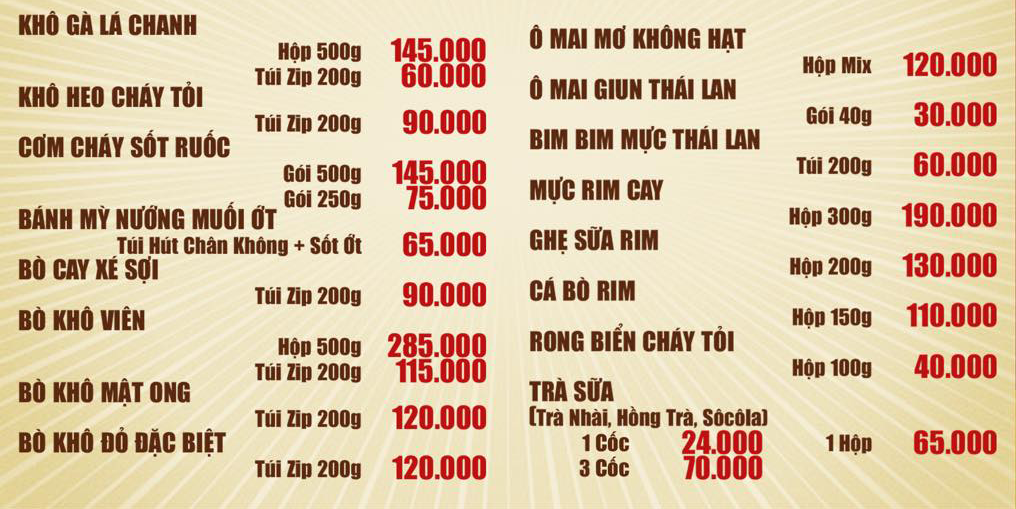 KHÔ GÀ LÁ CHANH
Hộp 500g 145.000
Túi Zip 200g 60.000
KHÔ HEO CHÁY TỎI
Túi Zip 200g 90.000
CƠM CHÁY SỐT RUỐC
Gói 500g 145.000
Gói 250g 75.000
BÁNH MỲ NƯỚNG MUỐI ỚT
Túi Hút Chân Không + Sốt Ớt 65.000
BÒ CAY XÉ SỢI
Túi Zip 200g 90.000
BÒ KHÔ VIÊN
Hộp 500g 285.000
Túi Zip 200g 115.000
BÒ KHÔ MẬT ONG
Túi Zip 200g 120.000
BÒ KHÔ ĐỎ ĐẶC BIỆT
Túi Zip 200g 120.000
Ô MAI MƠ KHÔNG HẠT
Hộp Mix 120.000
Ô MAI GIUN THÁI LAN
Gói 40g 30.000
BIM BIM MỰC THÁI LAN
Túi 200g 60.000
MỰC RIM CAY
Hộp 300g 190.000
GHẸ SỮA RIM
Hộp 200g 130.000
CÁ BÒ RIM
Hộp 150g 110.000
RONG BIỂN CHÁY TỎI
Hộp 100g 40.000
TRÀ SỮA
(Trà Nhài, Hồng Trà, Sôcôla)
1 Cốc 24.000 1 Hộp 65.000
3 Cốc 70.000